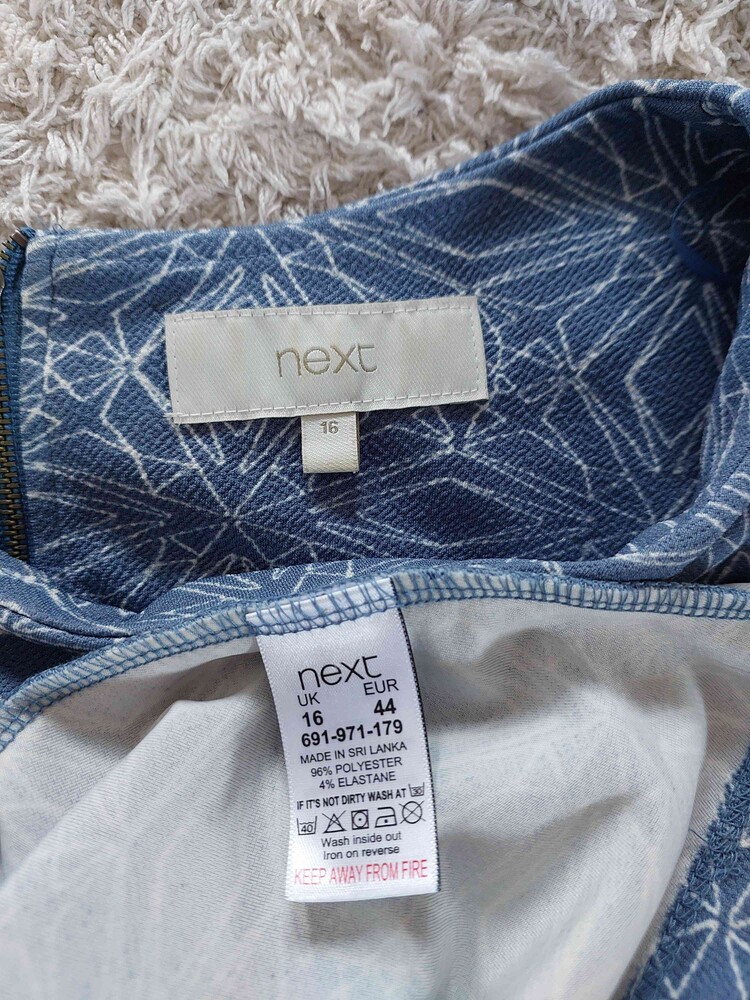 next
16
next
UK EUR
16 44
691-971-179
MADE IN SRI LANKA
96% POLYESTER
4% ELASTANE
IF IT'S NOT DIRTY WASH AT 30
40
Wash inside out
Iron on reverse
KEEP AWAY FROM FIRE